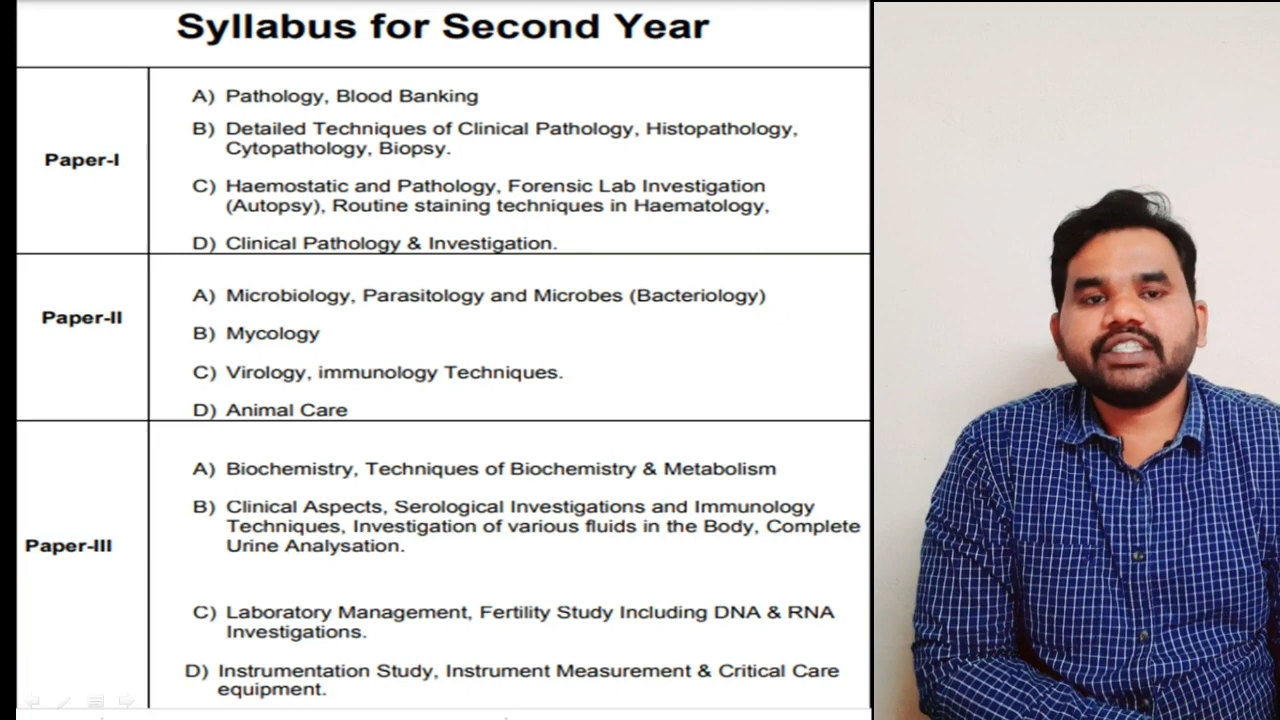 Syllabus for Second Year
Paper-I
A) Pathology, Blood Banking
B) Detailed Techniques of Clinical Pathology, Histopathology,
Cytopathology, Biopsy.
C) Haemostatic and Pathology, Forensic Lab Investigation
(Autopsy), Routine staining techniques in Haematology,
D) Clinical Pathology & Investigation.
Paper-II
A) Microbiology, Parasitology and Microbes (Bacteriology)
B) Mycology
C) Virology, immunology Techniques.
D) Animal Care
Paper-III
A) Biochemistry, Techniques of Biochemistry & Metabolism
B) Clinical Aspects, Serological Investigations and Immunology
Techniques, Investigation of various fluids in the Body, Complete
Urine Analysation.
C) Laboratory Management, Fertility Study Including DNA & RNA
Investigations.
D) Instrumentation Study, Instrument Measurement & Critical Care
equipment.